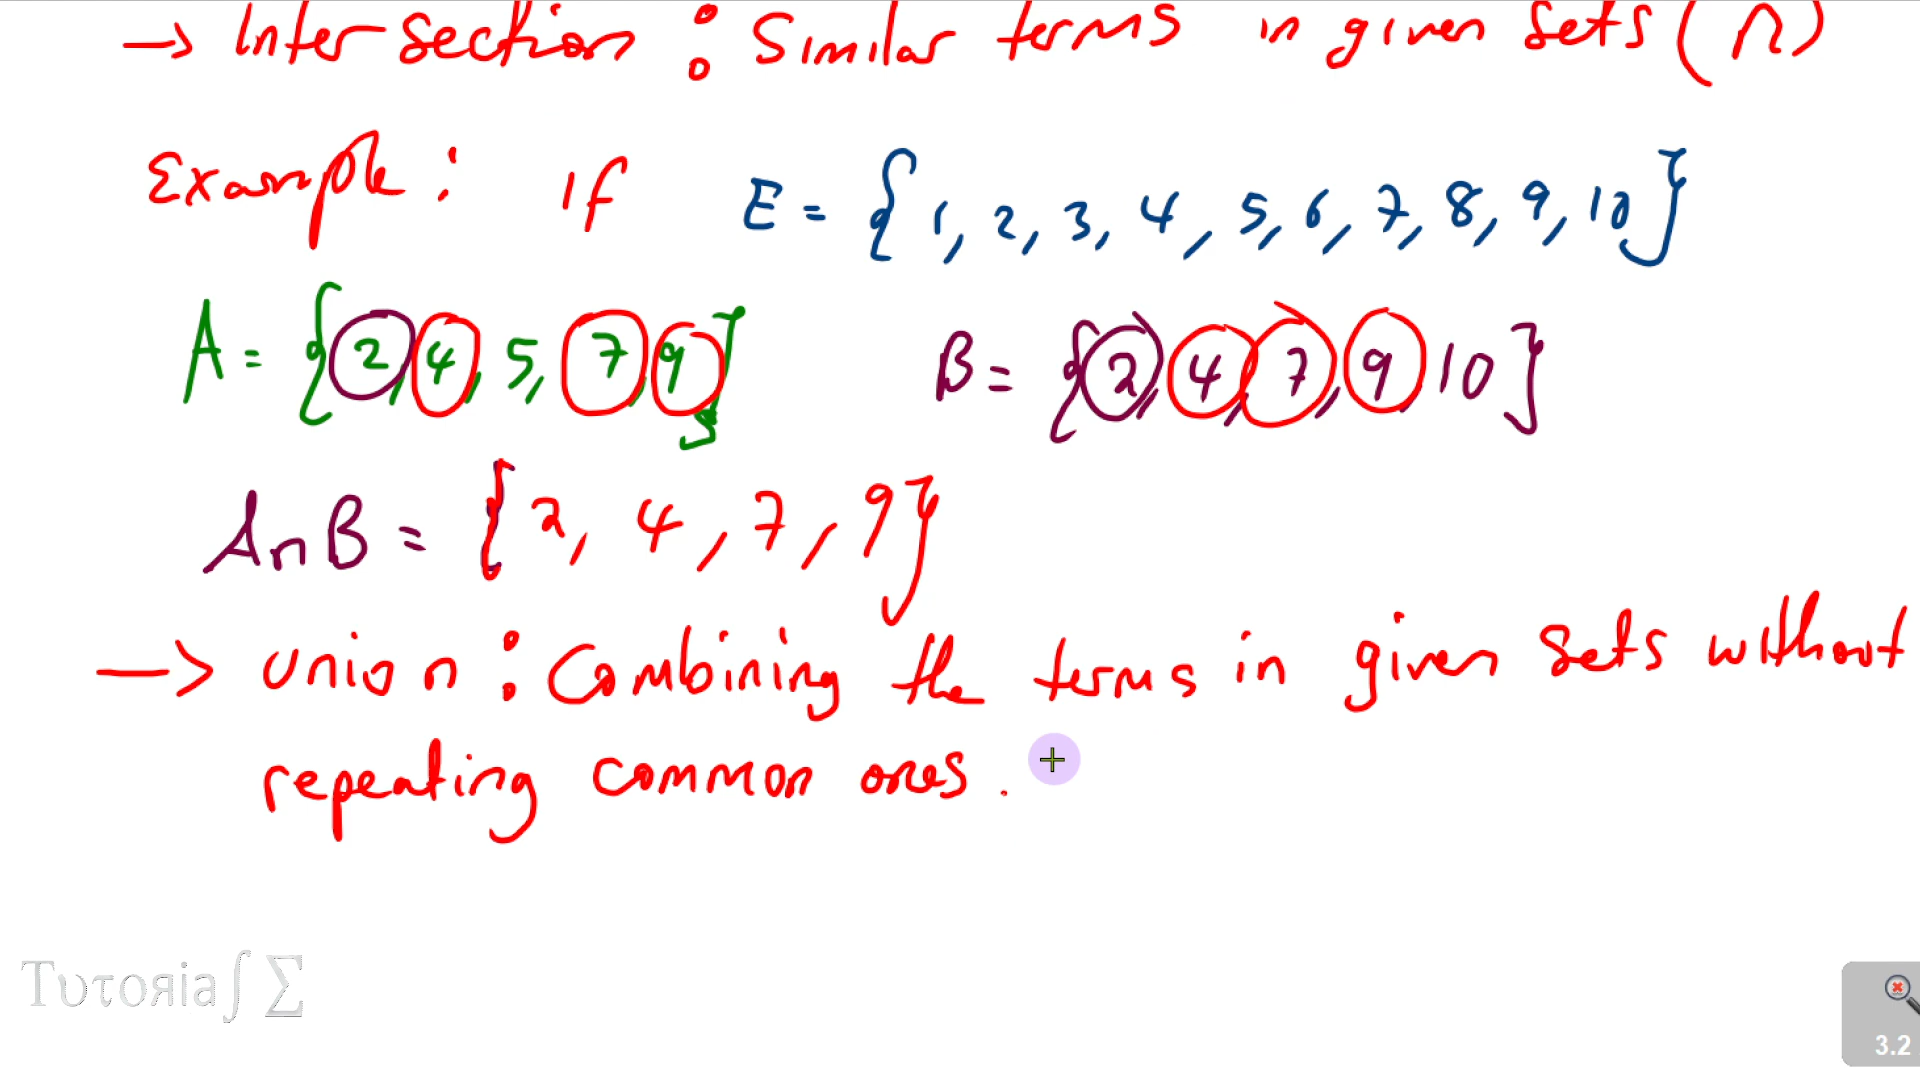 → Intersection : Similar terms in given sets (∩)
Example : If E = { 1, 2, 3, 4, 5, 6, 7, 8, 9, 10 }
A = { 2, 4, 5, 7, 9 } B = { 2, 4, 7, 9, 10 }
A∩B = { 2, 4, 7, 9 }
→ Union : Combining the terms in given sets without
repeating common ones.
TυτoЯia∫ Σ
3.2